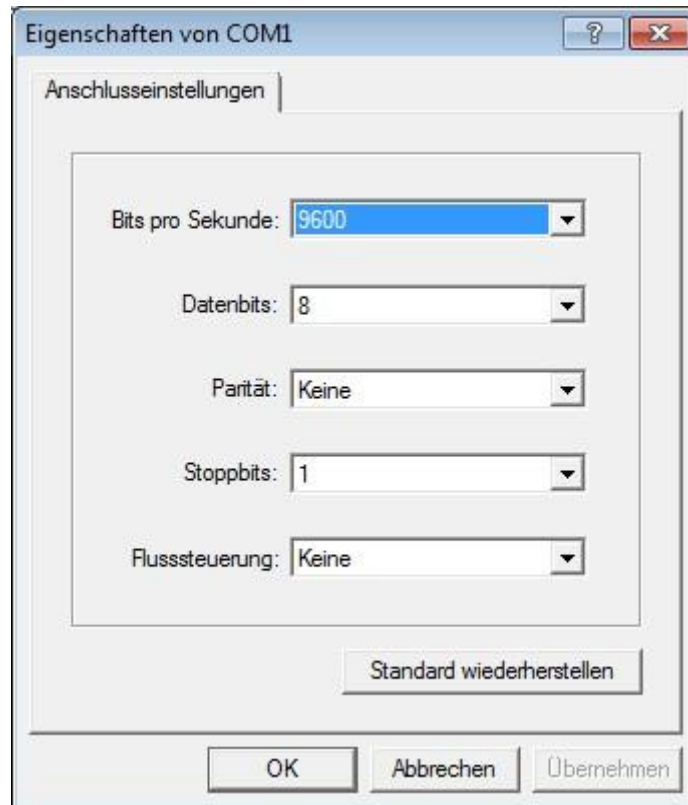 Eigenschaften von COM1
Anschlusseinstellungen
Bits pro Sekunde: 9600
Datenbits: 8
Parität: Keine
Stoppbits: 1
Flusssteuerung: Keine
Standard wiederherstellen
OK Abbrechen Übernehmen